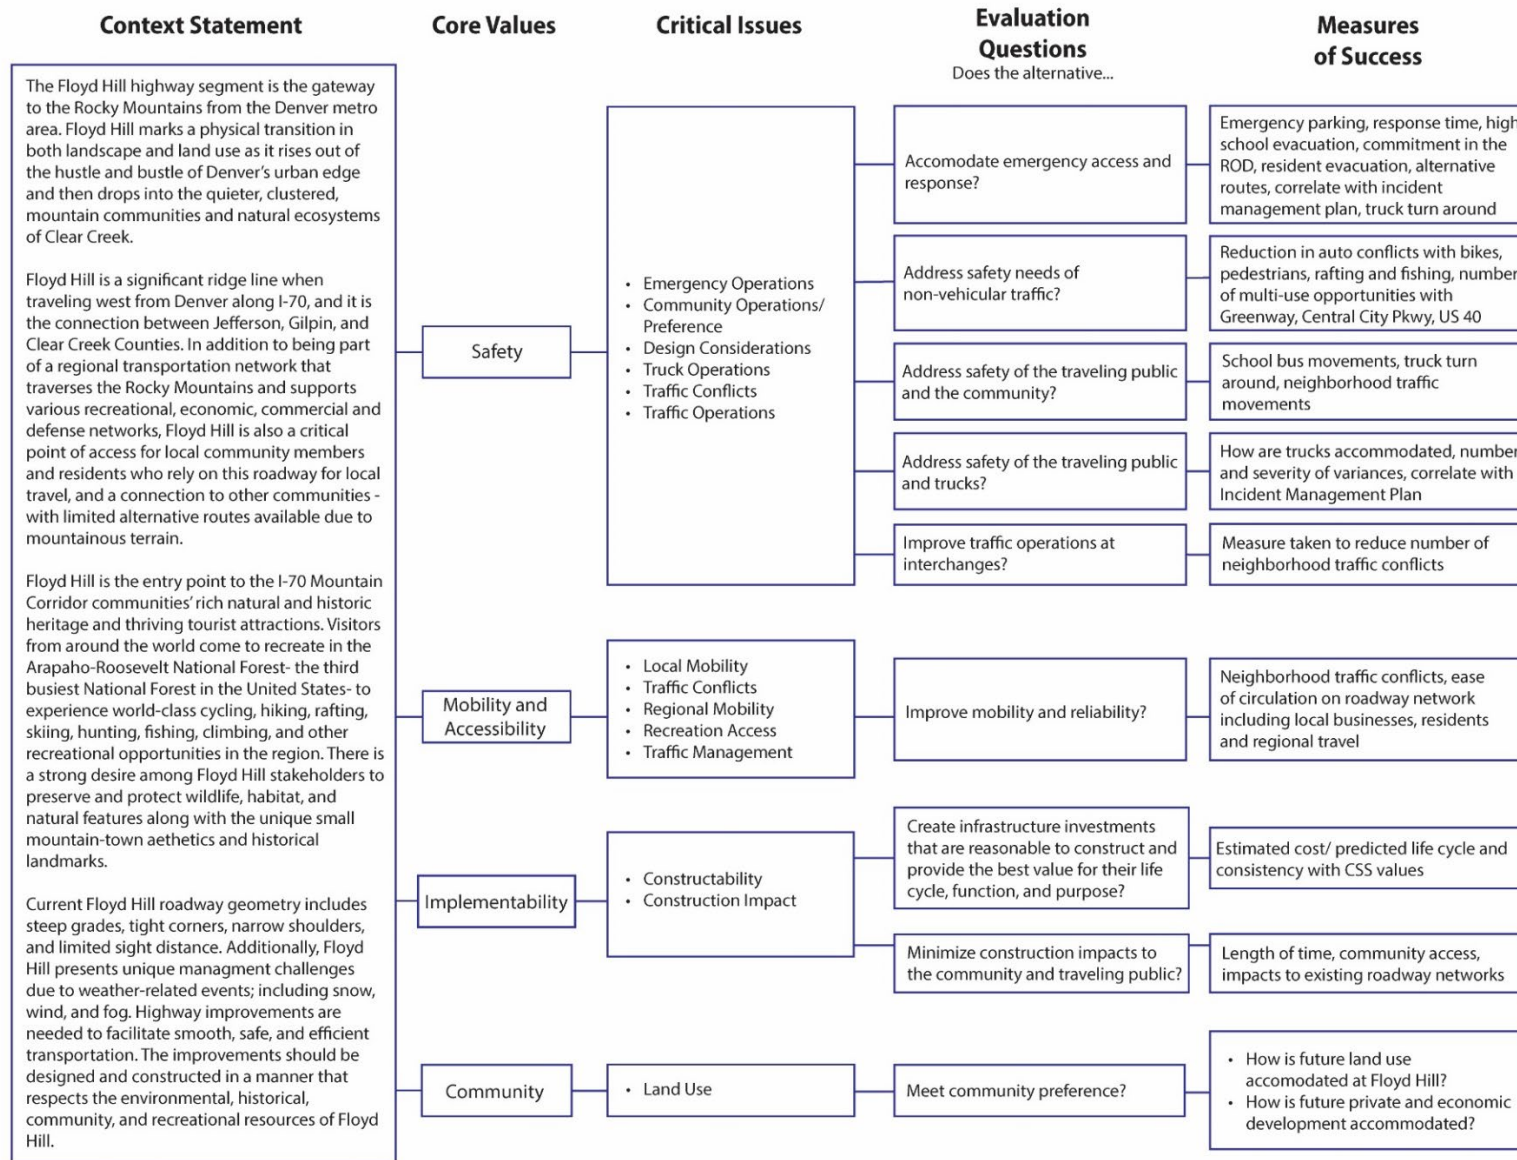 Context Statement
Core Values
Critical Issues
Evaluation
Questions
Does the alternative...
Measures
of Success
The Floyd Hill highway segment is the gateway
to the Rocky Mountains from the Denver metro
area. Floyd Hill marks a physical transition in
both landscape and land use as it rises out of
the hustle and bustle of Denver's urban edge
and then drops into the quieter, clustered,
mountain communities and natural ecosystems
of Clear Creek.
Floyd Hill is a significant ridge line when
traveling west from Denver along I-70, and it is
the connection between Jefferson, Gilpin, and
Clear Creek Counties. In addition to being part
of a regional transportation network that
traverses the Rocky Mountains and supports
various recreational, economic, commercial and
defense networks, Floyd Hill is also a critical
point of access for local community members
and residents who rely on this roadway for local
travel, and a connection to other communities -
with limited alternative routes available due to
mountainous terrain.
Floyd Hill is the entry point to the I-70 Mountain
Corridor communities' rich natural and historic
heritage and thriving tourist attractions. Visitors
from around the world come to recreate in the
Arapaho-Roosevelt National Forest- the third
busiest National Forest in the United States- to
experience world-class cycling, hiking, rafting,
skiing, hunting, fishing, climbing, and other
recreational opportunities in the region. There is
a strong desire among Floyd Hill stakeholders to
preserve and protect wildlife, habitat, and
natural features along with the unique small
mountain-town aethetics and historical
landmarks.
Current Floyd Hill roadway geometry includes
steep grades, tight corners, narrow shoulders,
and limited sight distance. Additionally, Floyd
Hill presents unique managment challenges
due to weather-related events; including snow,
wind, and fog. Highway improvements are
needed to facilitate smooth, safe, and efficient
transportation. The improvements should be
designed and constructed in a manner that
respects the environmental, historical,
community, and recreational resources of Floyd
Hill.
Safety
• Emergency Operations
• Community Operations/
Preference
• Design Considerations
• Truck Operations
• Traffic Conflicts
• Traffic Operations
Accomodate emergency access and
response?
Emergency parking, response time, high
school evacuation, commitment in the
ROD, resident evacuation, alternative
routes, correlate with incident
management plan, truck turn around
Address safety needs of
non-vehicular traffic?
Reduction in auto conflicts with bikes,
pedestrians, rafting and fishing, number
of multi-use opportunities with
Greenway, Central City Pkwy, US 40
Address safety of the traveling public
and the community?
School bus movements, truck turn
around, neighborhood traffic
movements
Address safety of the traveling public
and trucks?
How are trucks accommodated, number
and severity of variances, correlate with
Incident Management Plan
Improve traffic operations at
interchanges?
Measure taken to reduce number of
neighborhood traffic conflicts
Mobility and
Accessibility
• Local Mobility
• Traffic Conflicts
• Regional Mobility
• Recreation Access
• Traffic Management
Improve mobility and reliability?
Neighborhood traffic conflicts, ease
of circulation on roadway network
including local businesses, residents
and regional travel
Implementability
• Constructability
• Construction Impact
Create infrastructure investments
that are reasonable to construct and
provide the best value for their life
cycle, function, and purpose?
Estimated cost/ predicted life cycle and
consistency with CSS values
Minimize construction impacts to
the community and traveling public?
Length of time, community access,
impacts to existing roadway networks
Community
• Land Use
Meet community preference?
• How is future land use
accomodated at Floyd Hill?
• How is future private and economic
development accommodated?